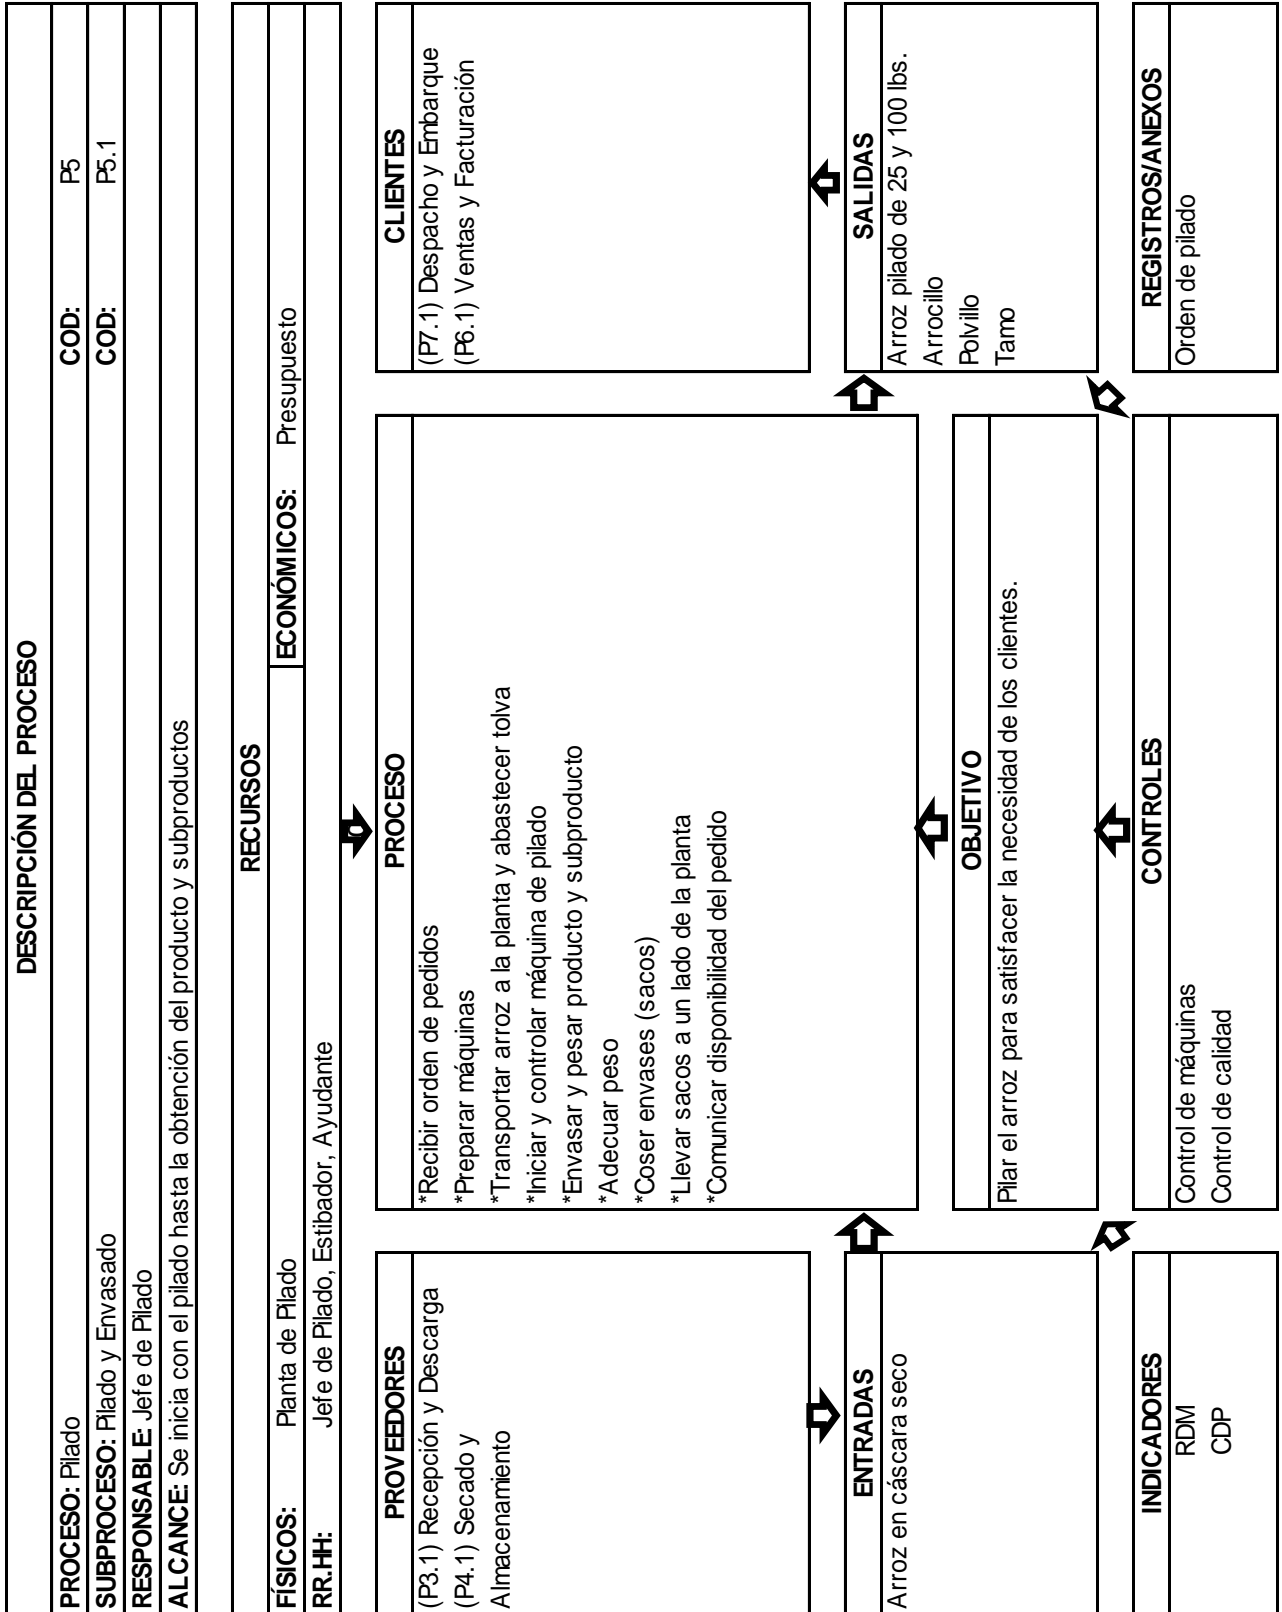 DESCRIPCIÓN DEL PROCESO
PROCESO: Pilado COD: P5
SUBPROCESO: Pilado y Envasado COD: P5.1
RESPONSABLE: Jefe de Pilado
ALCANCE: Se inicia con el pilado hasta la obtención del producto y subproductos
RECURSOS
FÍSICOS: Planta de Pilado ECONÓMICOS: Presupuesto
RR.HH: Jefe de Pilado, Estibador, Ayudante
PROVEEDORES
(P3.1) Recepción y Descarga
(P4.1) Secado y
Almacenamiento
PROCESO
*Recibir orden de pedidos
*Preparar máquinas
*Transportar arroz a la planta y abastecer tolva
*Iniciar y controlar máquina de pilado
*Envasar y pesar producto y subproducto
*Adecuar peso
*Coser envases (sacos)
*Llevar sacos a un lado de la planta
*Comunicar disponibilidad del pedido
CLIENTES
(P7.1) Despacho y Embarque
(P6.1) Ventas y Facturación
ENTRADAS
Arroz en cáscara seco
OBJETIVO
Pilar el arroz para satisfacer la necesidad de los clientes.
SALIDAS
Arroz pilado de 25 y 100 lbs.
Arrocillo
Polvillo
Tamo
INDICADORES
RDM
CDP
CONTROLES
Control de máquinas
Control de calidad
REGISTROS/ANEXOS
Orden de pilado